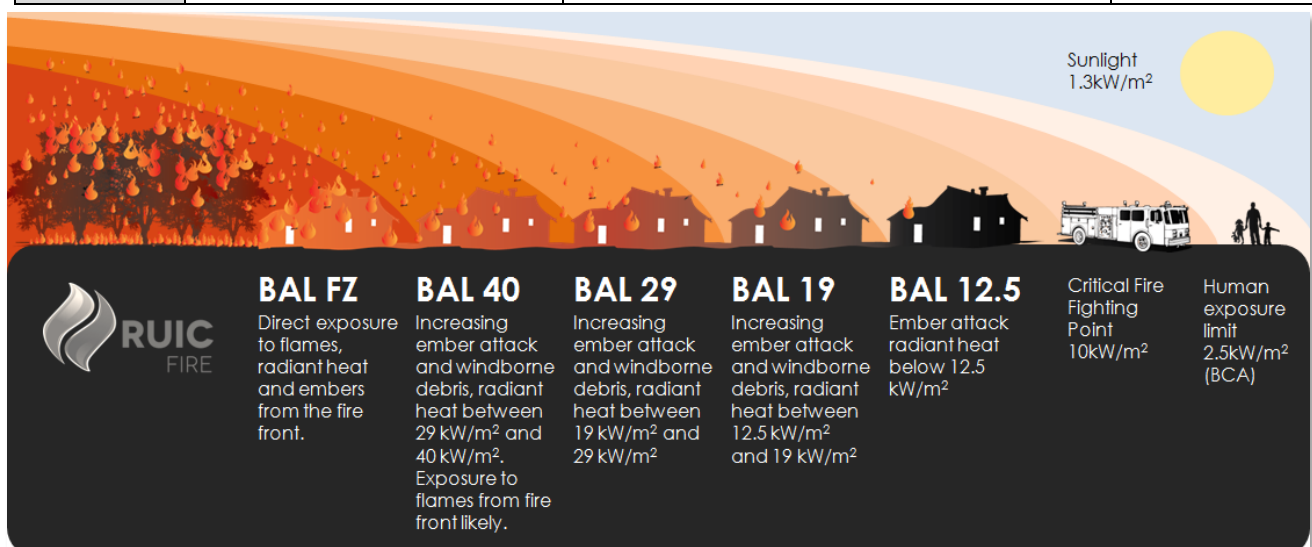 Sunlight
1.3kW/m²
RUIC
FIRE
BAL FZ
Direct exposure
to flames,
radiant heat
and embers
from the fire
front.
BAL 40
Increasing
ember attack
and windborne
debris, radiant
heat between
29 kW/m² and
40 kW/m².
Exposure to
flames from fire
front likely.
BAL 29
Increasing
ember attack
and windborne
debris, radiant
heat between
19 kW/m² and
29 kW/m²
BAL 19
Increasing
ember attack
and windborne
debris, radiant
heat between
12.5 kW/m²
and 19 kW/m²
BAL 12.5
Ember attack
radiant heat
below 12.5
kW/m²
Critical Fire
Fighting
Point
10kW/m²
Human
exposure
limit
2.5kW/m²
(BCA)